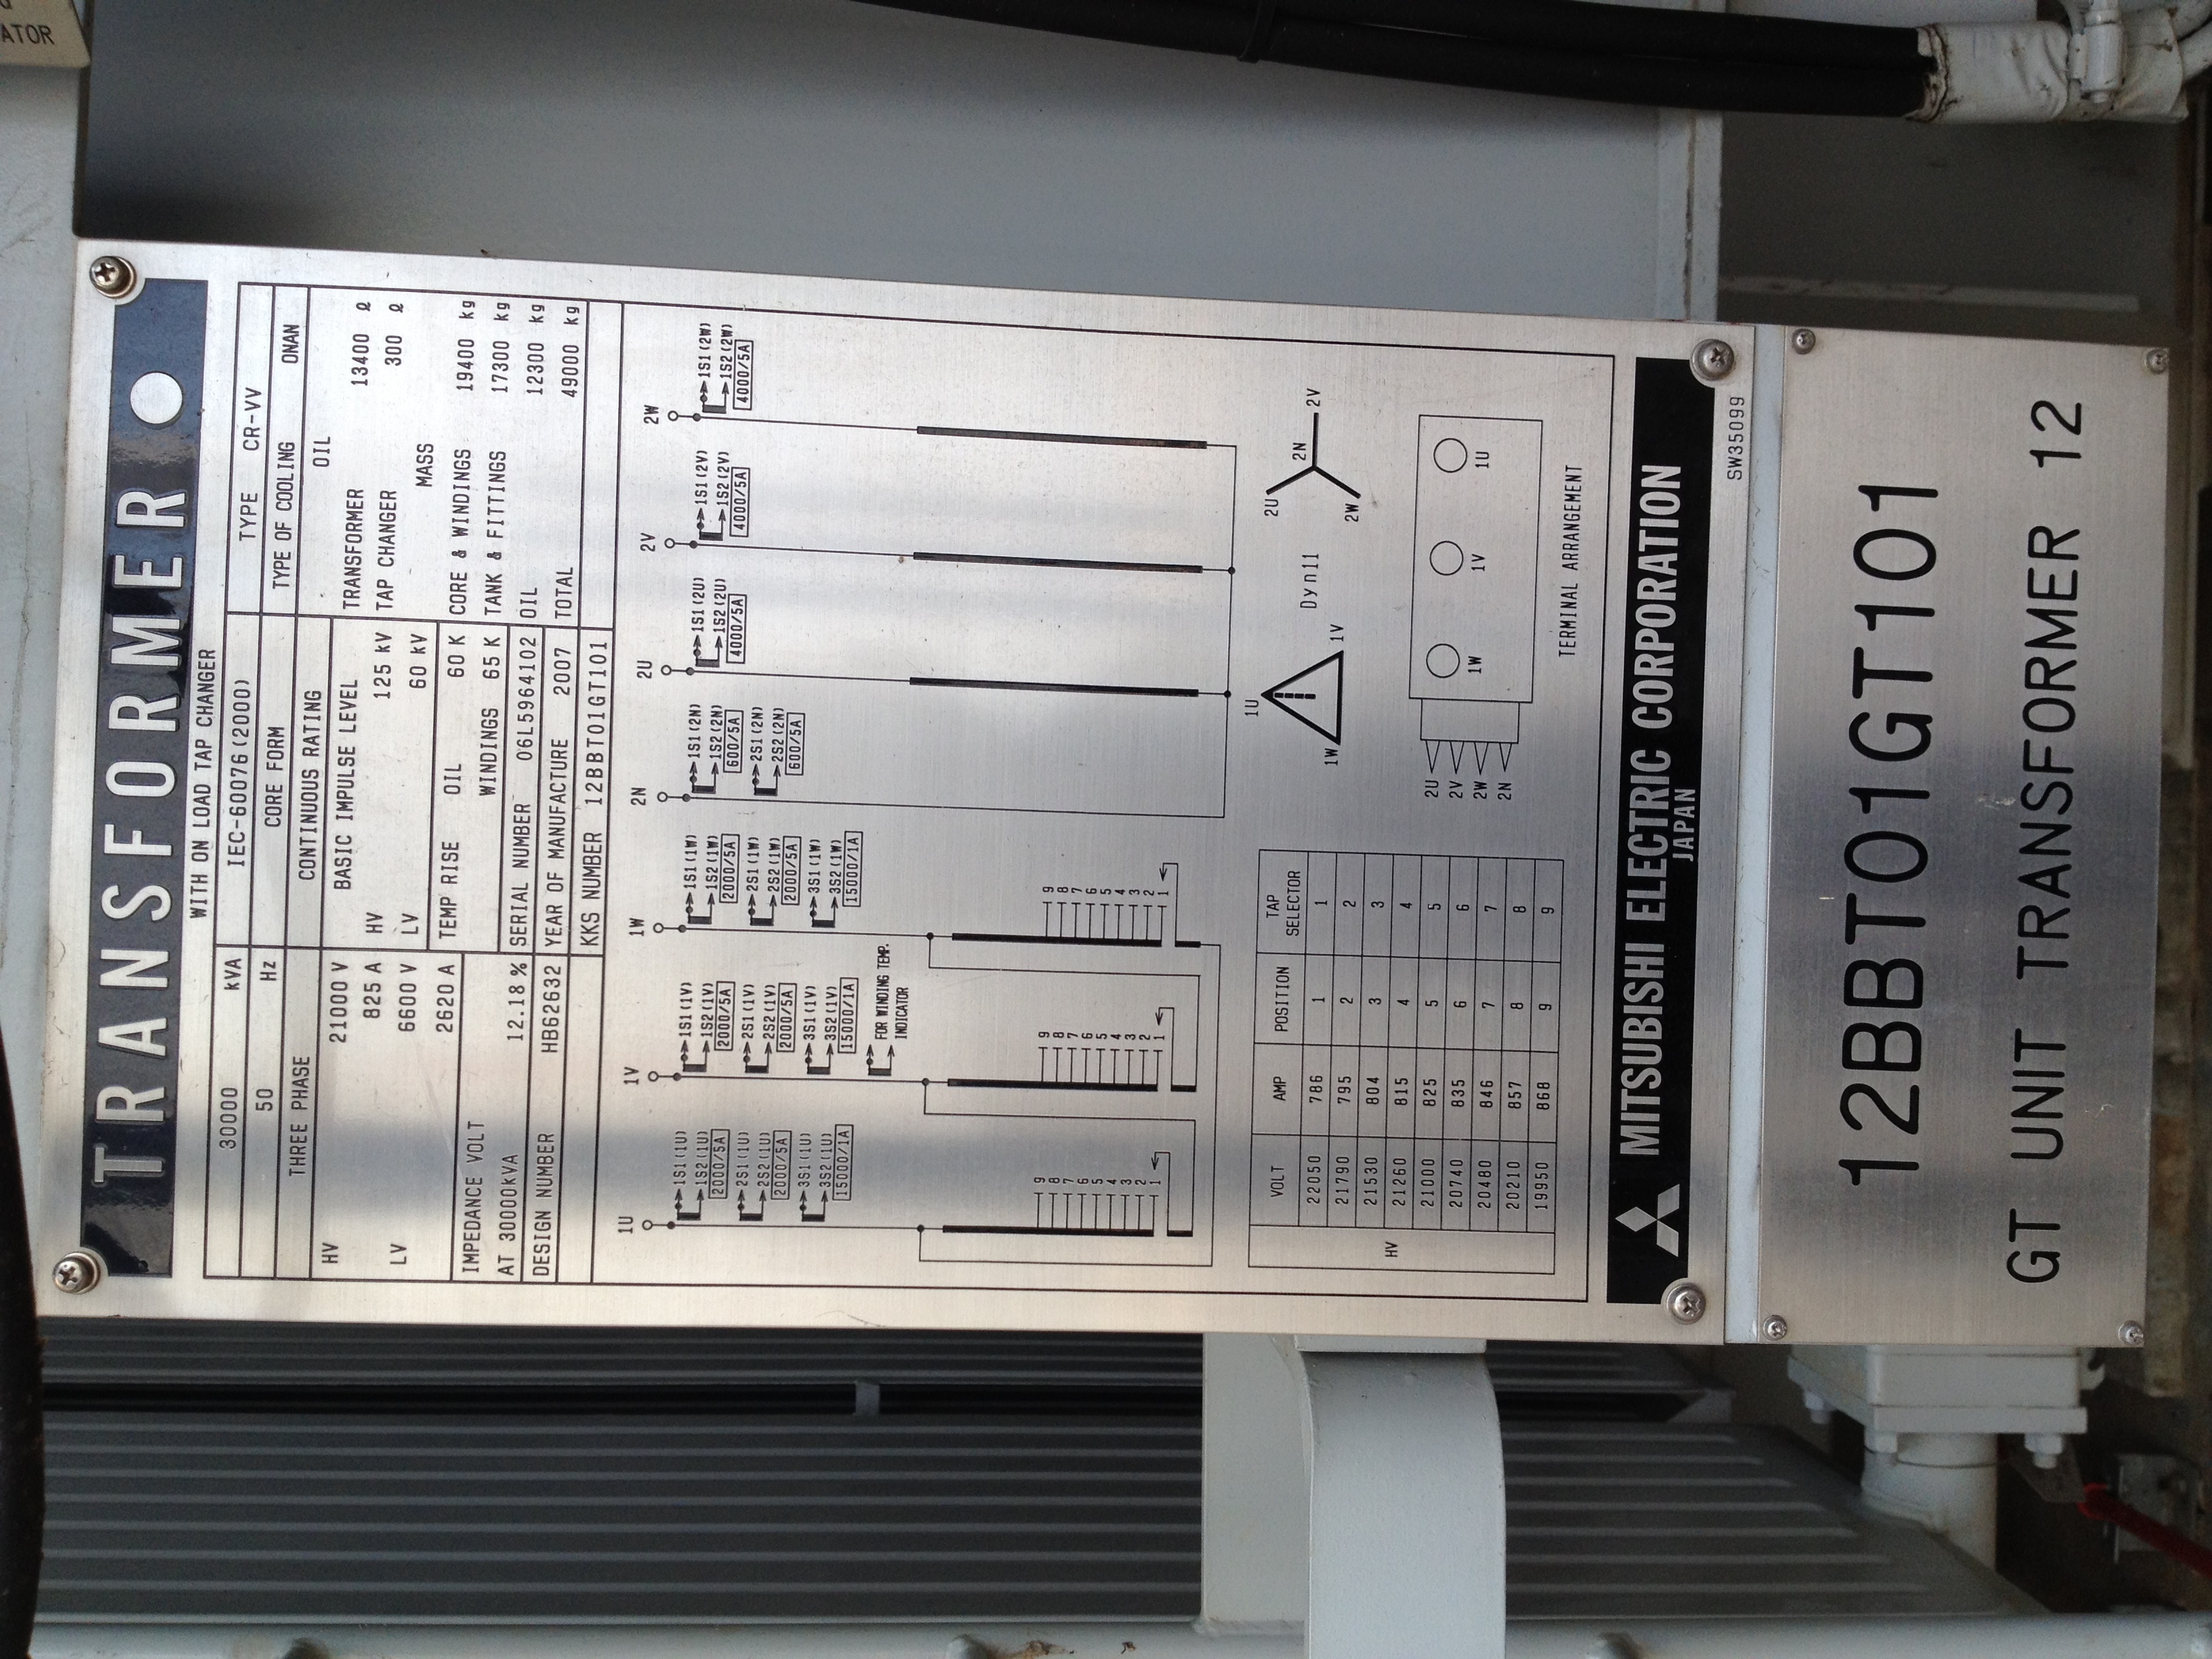 ATOR
TRANSFORMER
WITH ON LOAD TAP CHANGER
30000 kVA
50 Hz
THREE PHASE
HV 21000 V
825 A
LV 6600 V
2620 A
IMPEDANCE VOLT
AT 30000kVA 12.18 %
DESIGN NUMBER HB62632
IEC-60076(2000)
CORE FORM
CONTINUOUS RATING
BASIC IMPULSE LEVEL
HV 125 kV
LV 60 kV
TEMP RISE OIL 60 K
WINDINGS 65 K
SERIAL NUMBER 06L5964102
YEAR OF MANUFACTURE 2007
KKS NUMBER 12BBT01GT101
TYPE CR-VV
TYPE OF COOLING ONAN
OIL
TRANSFORMER 13400 ℓ
TAP CHANGER 300 ℓ
MASS
CORE & WINDINGS 19400 kg
TANK & FITTINGS 17300 kg
OIL 12300 kg
TOTAL 49000 kg
1U
1S1(1U)
1S2(1U)
2000/5A
2S1(1U)
2S2(1U)
2000/5A
3S1(1U)
3S2(1U)
15000/1A
9
8
7
6
5
4
3
2
1
1V
1S1(1V)
1S2(1V)
2000/5A
2S1(1V)
2S2(1V)
2000/5A
3S1(1V)
3S2(1V)
15000/1A
FOR WINDING TEMP.
INDICATOR
9
8
7
6
5
4
3
2
1
1W
1S1(1W)
1S2(1W)
2000/5A
2S1(1W)
2S2(1W)
2000/5A
3S1(1W)
3S2(1W)
15000/1A
9
8
7
6
5
4
3
2
1
2N
1S1(2N)
1S2(2N)
600/5A
2S1(2N)
2S2(2N)
600/5A
2U
1S1(2U)
1S2(2U)
4000/5A
2V
1S1(2V)
1S2(2V)
4000/5A
2W
1S1(2W)
1S2(2W)
4000/5A
HV
VOLT AMP POSITION TAP SELECTOR
22050 786 1 1
21790 795 2 2
21530 804 3 3
21260 815 4 4
21000 825 5 5
20740 835 6 6
20480 846 7 7
20210 857 8 8
19950 868 9 9
1U
1W 1V
Dyn11
2U
2N 2V
2W
2U
2V
2W
2N
1W 1V 1U
TERMINAL ARRANGEMENT
MITSUBISHI ELECTRIC CORPORATION
JAPAN
SW35099
12BBT01GT101
GT UNIT TRANSFORMER 12